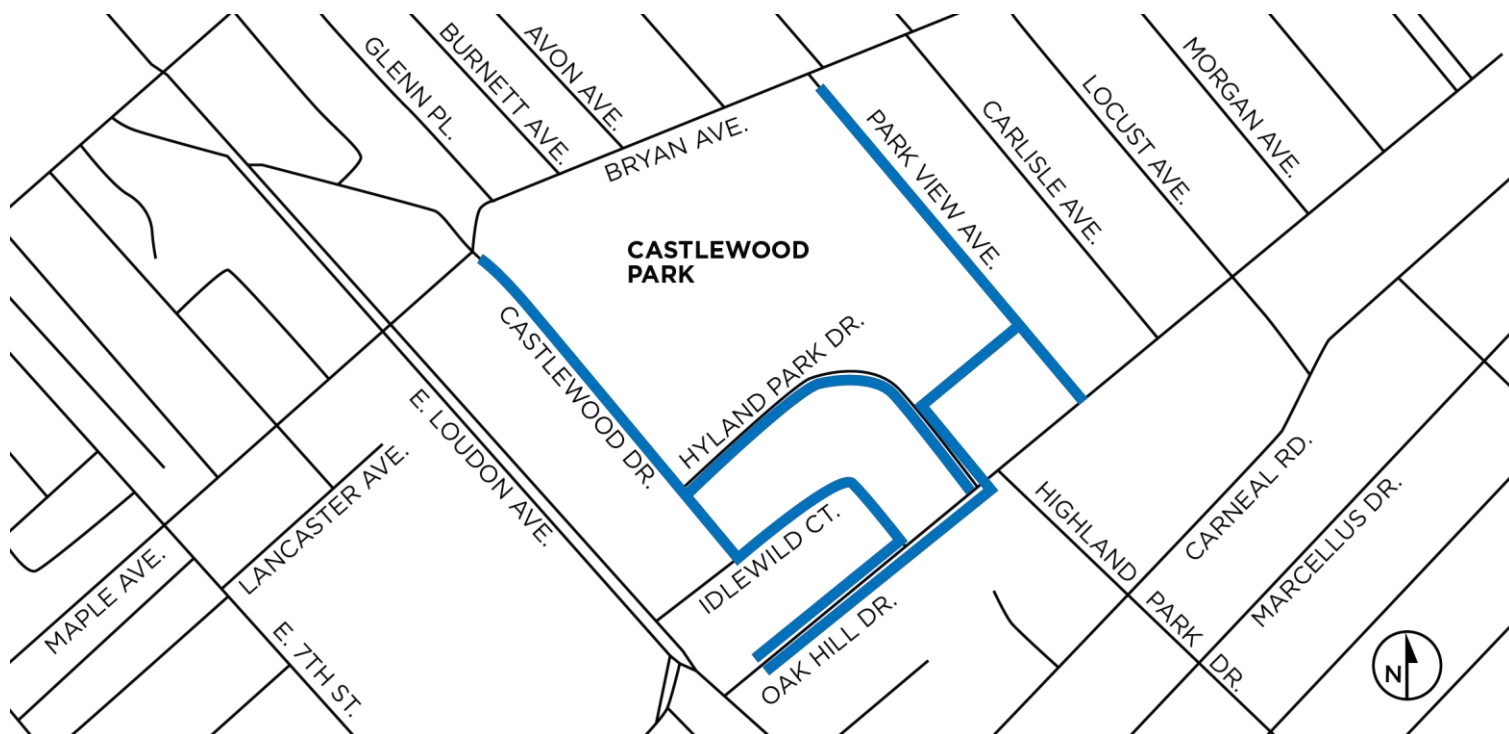 GLENN PL.
BURNETT AVE.
AVON AVE.
BRYAN AVE.
PARK VIEW AVE.
CARLISLE AVE.
LOCUST AVE.
MORGAN AVE.
CASTLEWOOD
PARK
CASTLEWOOD DR.
HYLAND PARK DR.
E. LOUDON AVE.
IDLEWILD CT.
OAK HILL DR.
HIGHLAND PARK DR.
CARNEAL RD.
MARCELLUS DR.
LANCASTER AVE.
MAPLE AVE.
E. 7TH ST.
N